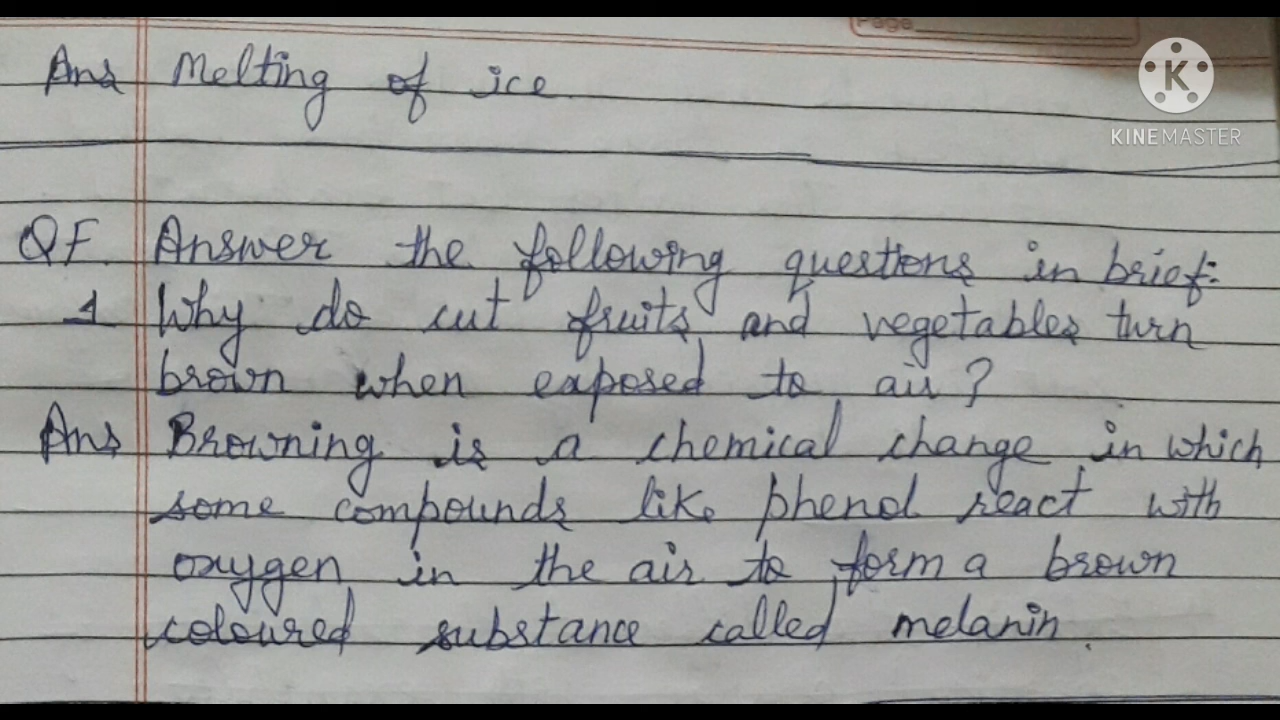 Page
Ans Melting of ice
KINEMASTER
QF. Answer the following questions in brief:
1 Why do cut fruits and vegetables turn
brown when exposed to air?
Ans Browning is a chemical change in which
some compounds like phenol react with
oxygen in the air to form a brown
coloured substance called melanin.